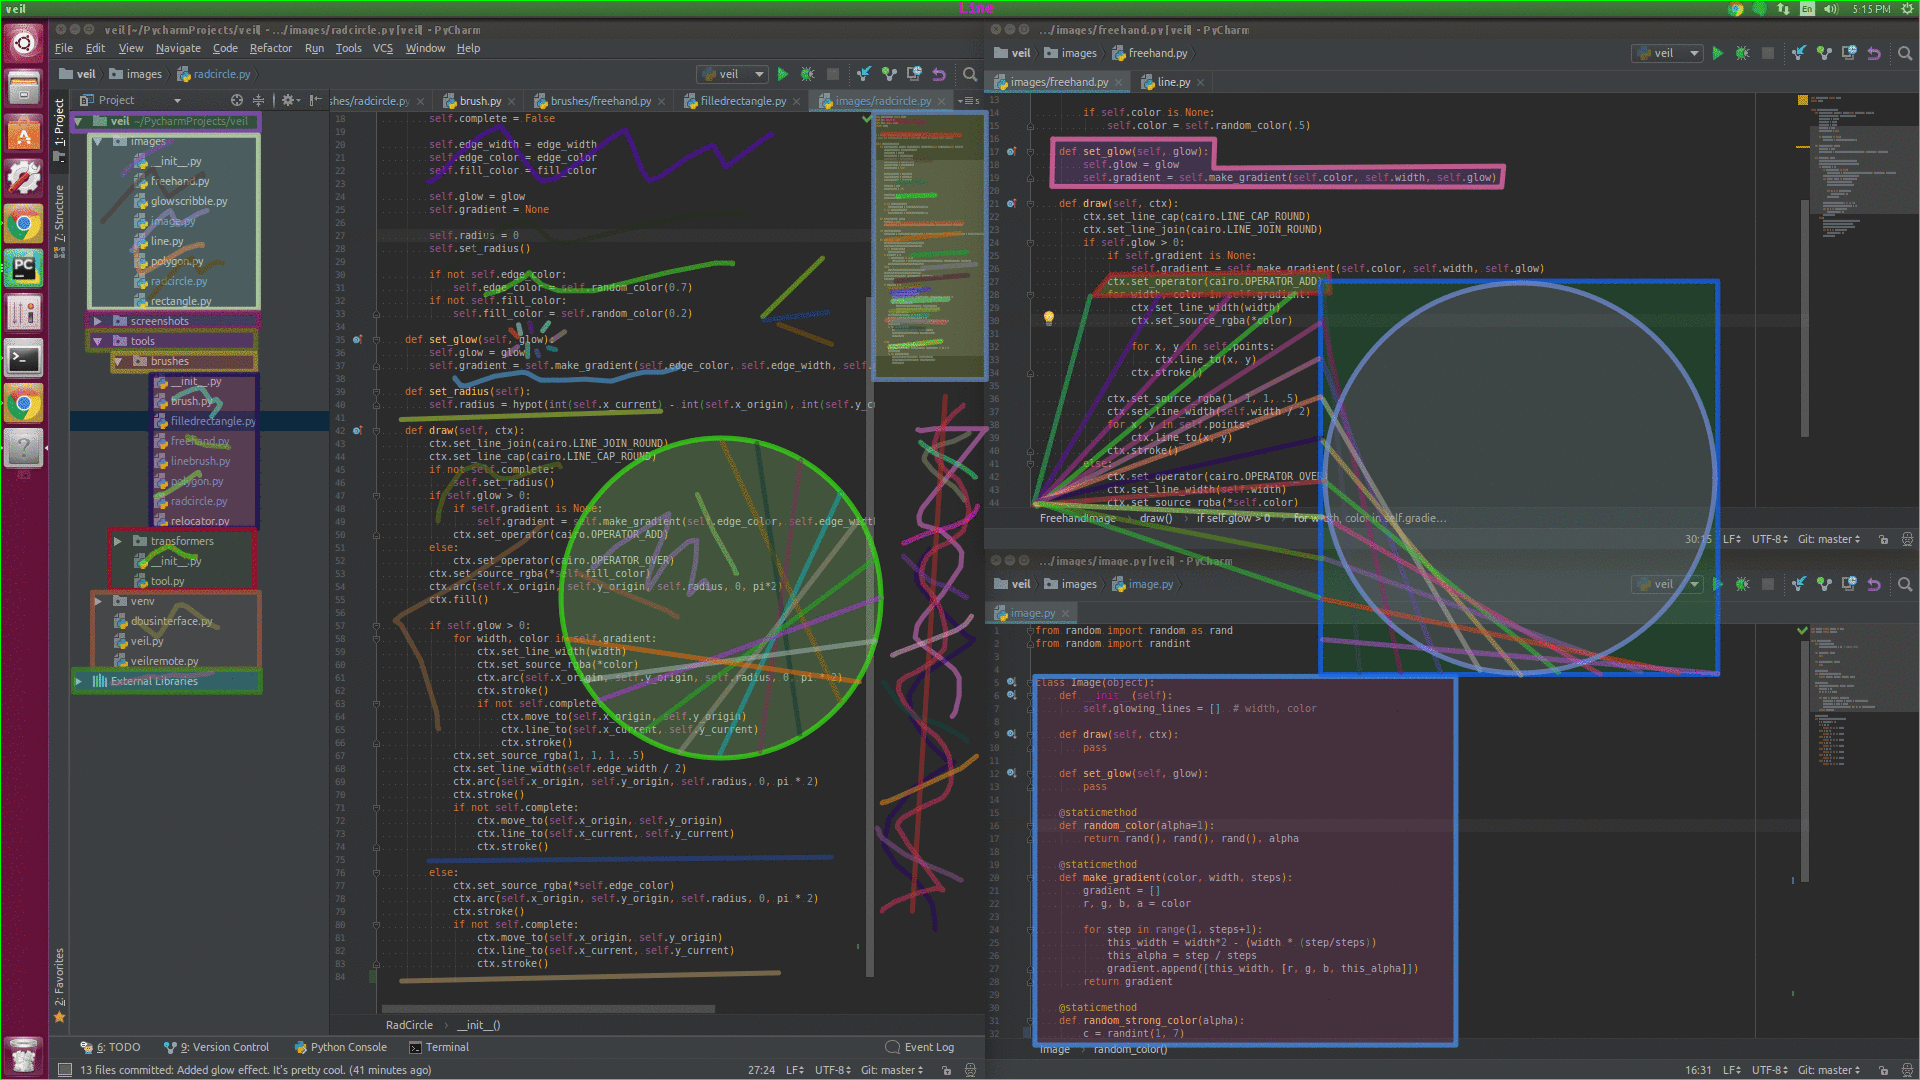 veil
Line
En
5:15 PM
veil [~/PycharmProjects/veil] - .../images/radcircle.py [veil] - PyCharm
File Edit View Navigate Code Refactor Run Tools VCS Window Help
veil images radcircle.py
veil
Project
shes/radcircle.py brush.py brushes/freehand.py filledrectangle.py images/radcircle.py
1: Project
7: Structure
2: Favorites
veil ~/PycharmProjects/veil
images
__init__.py
freehand.py
glowscribble.py
image.py
line.py
polygon.py
radcircle.py
rectangle.py
screenshots
tools
brushes
__init__.py
brush.py
filledrectangle.py
freehand.py
linebrush.py
polygon.py
radcircle.py
relocator.py
transformers
__init__.py
tool.py
venv
dbusinterface.py
veil.py
veilremote.py
External Libraries
18 self.complete = False
19
20 self.edge_width = edge_width
21 self.edge_color = edge_color
22 self.fill_color = fill_color
23
24 self.glow = glow
25 self.gradient = None
26
27 self.radius = 0
28 self.set_radius()
29
30 if not self.edge_color:
31 self.edge_color = self.random_color(0.7)
32 if not self.fill_color:
33 self.fill_color = self.random_color(0.2)
34
35 def set_glow(self, glow):
36 self.glow = glow
37 self.gradient = self.make_gradient(self.edge_color, self.edge_width, self.
38
39 def set_radius(self):
40 self.radius = hypot(int(self.x_current) - int(self.x_origin), int(self.y_cu
41
42 def draw(self, ctx):
43 ctx.set_line_join(cairo.LINE_JOIN_ROUND)
44 ctx.set_line_cap(cairo.LINE_CAP_ROUND)
45 if not self.complete:
46 self.set_radius()
47 if self.glow > 0:
48 if self.gradient is None:
49 self.gradient = self.make_gradient(self.edge_color, self.edge_width
50 ctx.set_operator(cairo.OPERATOR_ADD)
51 else:
52 ctx.set_operator(cairo.OPERATOR_OVER)
53 ctx.set_source_rgba(*self.fill_color)
54 ctx.arc(self.x_origin, self.y_origin, self.radius, 0, pi*2)
55 ctx.fill()
56
57 if self.glow > 0:
58 for width, color in self.gradient:
59 ctx.set_line_width(width)
60 ctx.set_source_rgba(*color)
61 ctx.arc(self.x_origin, self.y_origin, self.radius, 0, pi * 2)
62 ctx.stroke()
63 if not self.complete:
64 ctx.move_to(self.x_origin, self.y_origin)
65 ctx.line_to(self.x_current, self.y_current)
66 ctx.stroke()
67 ctx.set_source_rgba(1, 1, 1, .5)
68 ctx.set_line_width(self.edge_width / 2)
69 ctx.arc(self.x_origin, self.y_origin, self.radius, 0, pi * 2)
70 ctx.stroke()
71 if not self.complete:
72 ctx.move_to(self.x_origin, self.y_origin)
73 ctx.line_to(self.x_current, self.y_current)
74 ctx.stroke()
75
76 else:
77 ctx.set_source_rgba(*self.edge_color)
78 ctx.arc(self.x_origin, self.y_origin, self.radius, 0, pi * 2)
79 ctx.stroke()
80 if not self.complete:
81 ctx.move_to(self.x_origin, self.y_origin)
82 ctx.line_to(self.x_current, self.y_current)
83 ctx.stroke()
84
RadCircle __init__()
6: TODO 9: Version Control Python Console Terminal Event Log
13 files committed: Added glow effect. It's pretty cool. (41 minutes ago)
27:24 LF UTF-8 Git: master
.../images/freehand.py [veil] - PyCharm
veil images freehand.py
veil
images/freehand.py line.py
13
14 if self.color is None:
15 self.color = self.random_color(.5)
16
17 def set_glow(self, glow):
18 self.glow = glow
19 self.gradient = self.make_gradient(self.color, self.width, self.glow)
20
21 def draw(self, ctx):
22 ctx.set_line_cap(cairo.LINE_CAP_ROUND)
23 ctx.set_line_join(cairo.LINE_JOIN_ROUND)
24 if self.glow > 0:
25 if self.gradient is None:
26 self.gradient = self.make_gradient(self.color, self.width, self.glow)
27 ctx.set_operator(cairo.OPERATOR_ADD)
28 for width, color in self.gradient:
29 ctx.set_line_width(width)
30 ctx.set_source_rgba(*color)
31
32 for x, y in self.points:
33 ctx.line_to(x, y)
34 ctx.stroke()
35
36 ctx.set_source_rgba(1, 1, 1, .5)
37 ctx.set_line_width(self.width / 2)
38 for x, y in self.points:
39 ctx.line_to(x, y)
40 ctx.stroke()
41 else:
42 ctx.set_operator(cairo.OPERATOR_OVER)
43 ctx.set_line_width(self.width)
44 ctx.set_source_rgba(*self.color)
FreehandImage draw() if self.glow > 0 for width, color in self.gradie...
30:15 LF UTF-8 Git: master
.../images/image.py [veil] - PyCharm
veil images image.py
veil
image.py
1 from random import random as rand
2 from random import randint
3
4
5 class Image(object):
6 def __init__(self):
7 self.glowing_lines = [] # width, color
8
9 def draw(self, ctx):
10 pass
11
12 def set_glow(self, glow):
13 pass
14
15 @staticmethod
16 def random_color(alpha=1):
17 return rand(), rand(), rand(), alpha
18
19 @staticmethod
20 def make_gradient(color, width, steps):
21 gradient = []
22 r, g, b, a = color
23
24 for step in range(1, steps+1):
25 this_width = width*2 - (width * (step/steps))
26 this_alpha = step / steps
27 gradient.append([this_width, [r, g, b, this_alpha]])
28 return gradient
29
30 @staticmethod
31 def random_strong_color(alpha):
32 c = randint(1, 7)
Image random_color()
16:31 LF UTF-8 Git: master